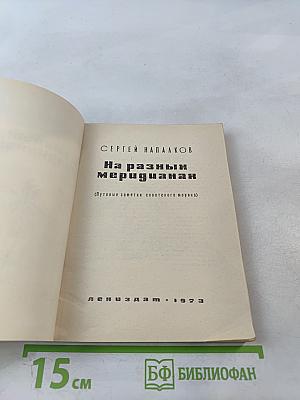 СЕРГЕЙ НАПАЛКОВ
На разных
меридианах
(Путевые заметки советского моряка)
ЛЕНИЗДАТ • 1973
15 см
БФ БИБЛИОФАН